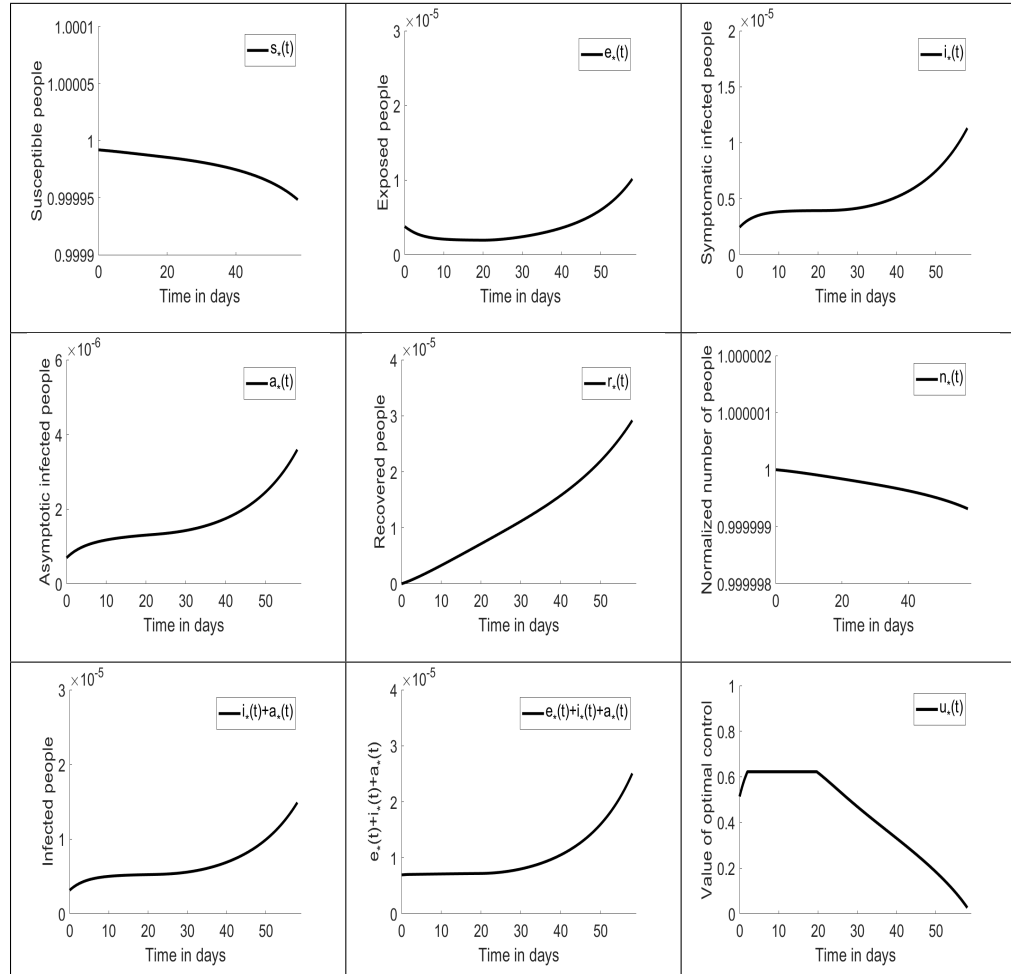 1.0001
1.00005
1
0.99995
0.9999
Susceptible people
s*(t)
0 20 40
Time in days
×10⁻⁵
3
2
1
0
Exposed people
e*(t)
0 10 20 30 40 50
Time in days
×10⁻⁵
2
1.5
1
0.5
0
Symptomatic infected people
i*(t)
0 10 20 30 40 50
Time in days
×10⁻⁶
6
4
2
0
Asymptotic infected people
a*(t)
0 10 20 30 40 50
Time in days
×10⁻⁵
4
3
2
1
0
Recovered people
r*(t)
0 10 20 30 40 50
Time in days
1.000002
1.000001
1
0.999999
0.999998
Normalized number of people
n*(t)
0 20 40
Time in days
×10⁻⁵
3
2
1
0
Infected people
i*(t)+a*(t)
0 10 20 30 40 50
Time in days
×10⁻⁵
4
3
2
1
0
e*(t)+i*(t)+a*(t)
e*(t)+i*(t)+a*(t)
0 10 20 30 40 50
Time in days
1
0.8
0.6
0.4
0.2
0
Value of optimal control
u*(t)
0 10 20 30 40 50
Time in days